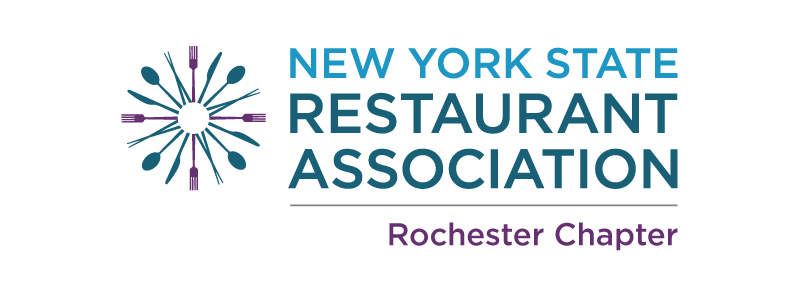 NEW YORK STATE
RESTAURANT
ASSOCIATION
Rochester Chapter